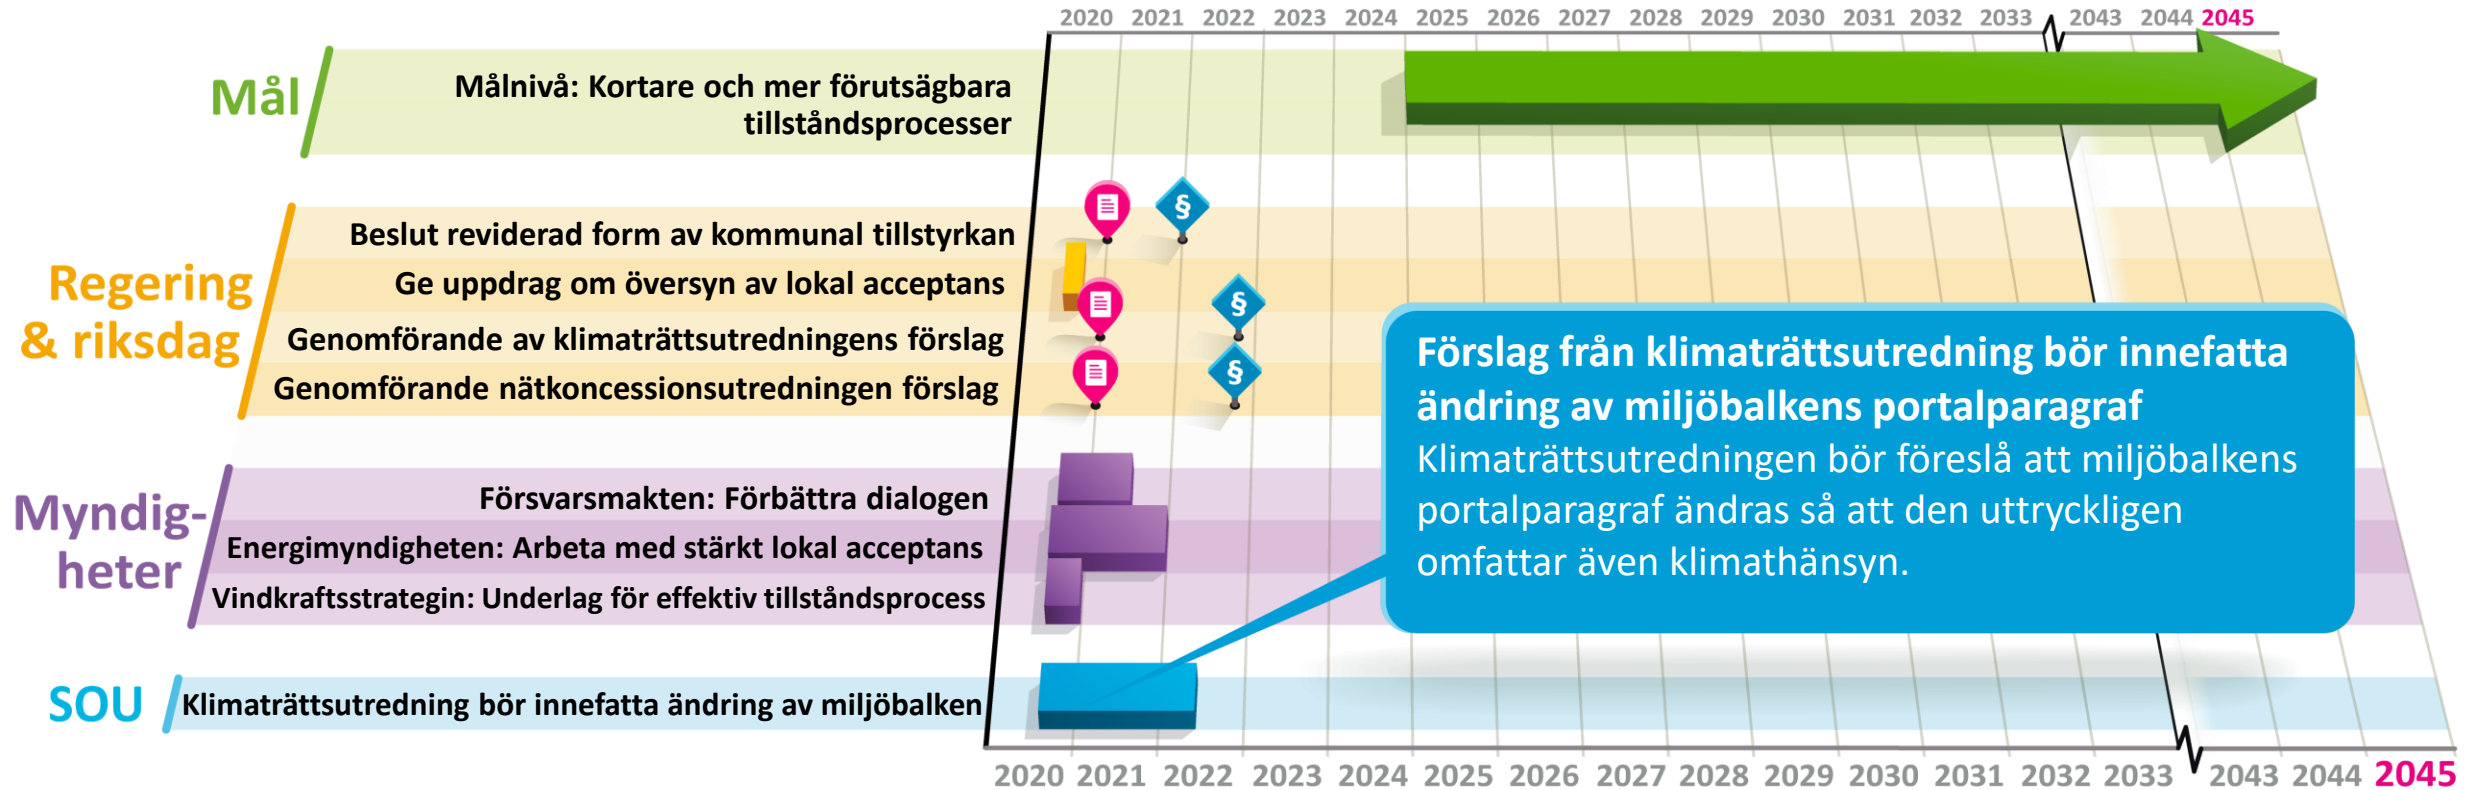 2020 2021 2022 2023 2024 2025 2026 2027 2028 2029 2030 2031 2032 2033 2043 2044 2045
Mål
Målnivå: Kortare och mer förutsägbara
tillståndsprocesser
Regering
& riksdag
Beslut reviderad form av kommunal tillstyrkan
§
Ge uppdrag om översyn av lokal acceptans
Genomförande av klimaträttsutredningens förslag
§
Genomförande nätkoncessionsutredningen förslag
§
Förslag från klimaträttsutredning bör innefatta
ändring av miljöbalkens portalparagraf
Klimaträttsutredningen bör föreslå att miljöbalkens
portalparagraf ändras så att den uttryckligen
omfattar även klimathänsyn.
Myndig-
heter
Försvarsmakten: Förbättra dialogen
Energimyndigheten: Arbeta med stärkt lokal acceptans
Vindkraftsstrategin: Underlag för effektiv tillståndsprocess
SOU
Klimaträttsutredning bör innefatta ändring av miljöbalken
2020 2021 2022 2023 2024 2025 2026 2027 2028 2029 2030 2031 2032 2033 2043 2044 2045